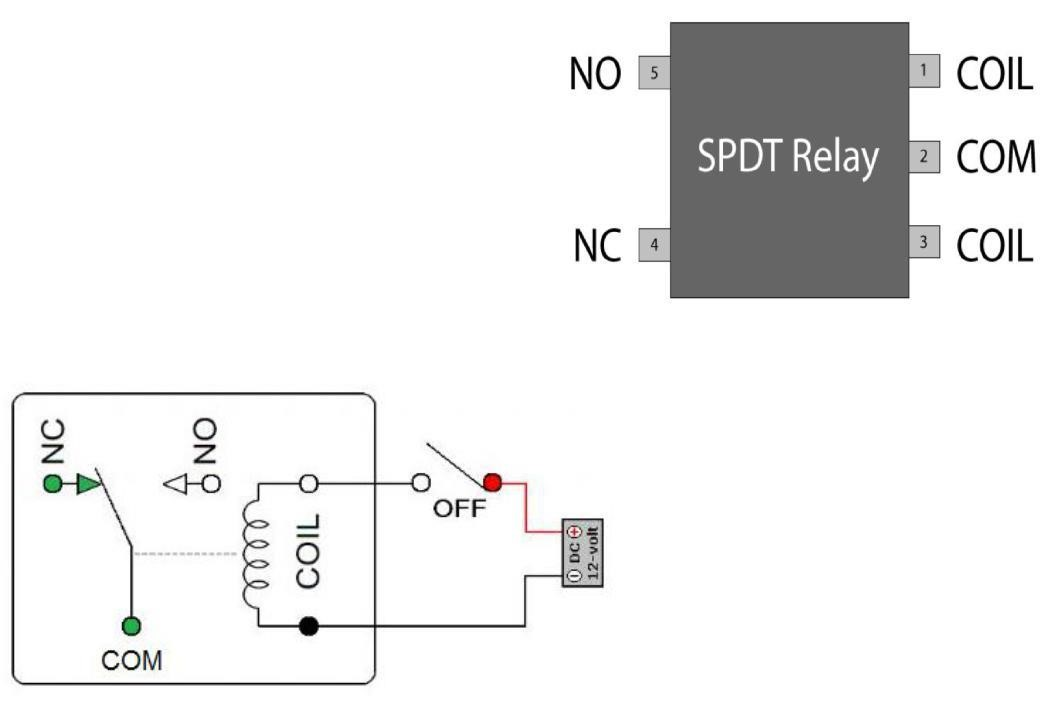 NO 5 1 COIL
SPDT Relay 2 COM
NC 4 3 COIL
NC NO
OFF
COIL
DC
12-volt
COM